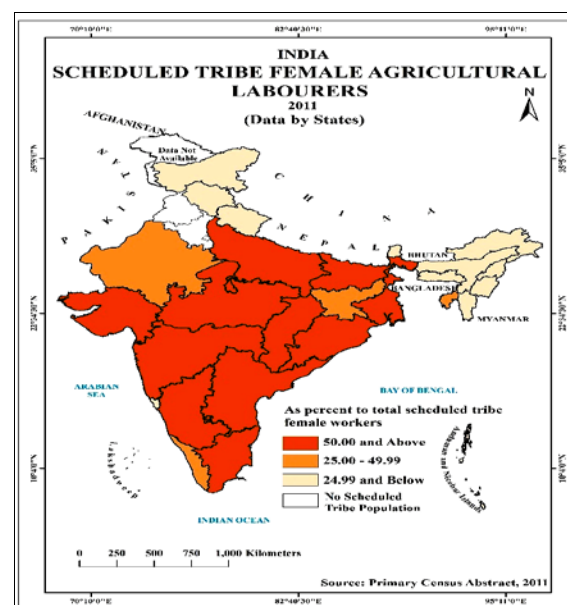 70°10'0"E 82°40'30"E 95°11'0"E
INDIA
SCHEDULED TRIBE FEMALE AGRICULTURAL
LABOURERS
2011
(Data by States)
N
AFGHANISTAN
Data Not
Available
PAKISTAN
CHINA
NEPAL
BHUTAN
BANGLADESH
MYANMAR
ARABIAN
SEA
BAY OF BENGAL
As percent to total scheduled tribe
female workers
50.00 and Above
25.00 - 49.99
24.99 and Below
No Scheduled
Tribe Population
Lakshadweep
Andaman and Nicobar Islands
INDIAN OCEAN
0 250 500 750 1,000 Kilometers
Source: Primary Census Abstract, 2011
70°10'0"E 82°40'30"E 95°11'0"E